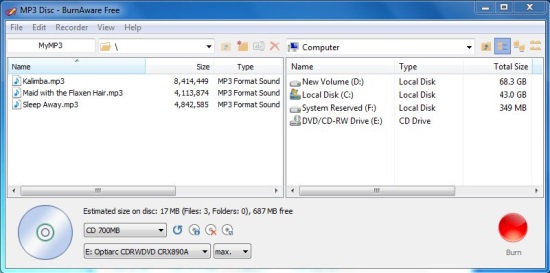 MP3 Disc - BurnAware Free
File Edit Recorder View Help
MyMP3 \ Computer
Name Size Type
Kalimba.mp3 8,414,449 MP3 Format Sound
Maid with the Flaxen Hair.mp3 4,113,874 MP3 Format Sound
Sleep Away.mp3 4,842,585 MP3 Format Sound
Name Type Total Size
New Volume (D:) Local Disk 68.3 G
Local Disk (C:) Local Disk 43.0 G
System Reserved (F:) Local Disk 349 M
DVD/CD-RW Drive (E:) CD Drive
Estimated size on disc: 17 MB (Files: 3, Folders: 0), 687 MB free
CD 700MB
E: Optiarc CDRWDVD CRX890A max.
Burn